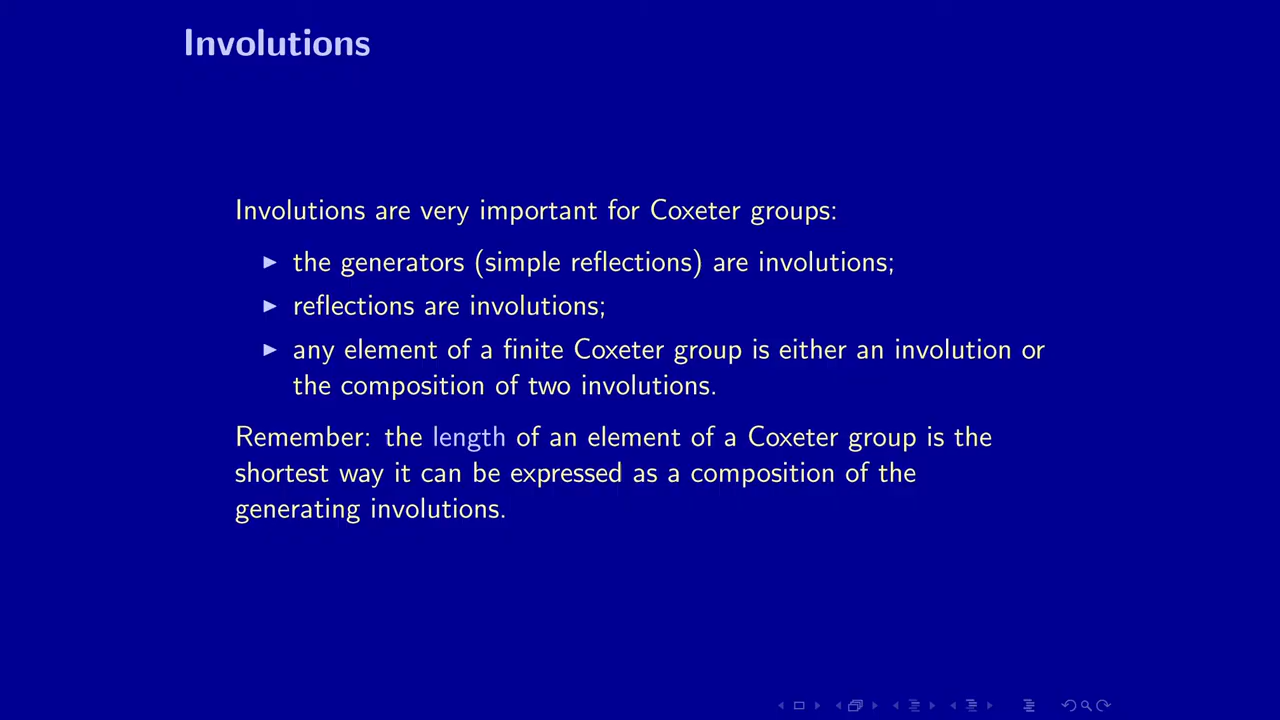 Involutions
Involutions are very important for Coxeter groups:
▶ the generators (simple reflections) are involutions;
▶ reflections are involutions;
▶ any element of a finite Coxeter group is either an involution or
the composition of two involutions.
Remember: the length of an element of a Coxeter group is the
shortest way it can be expressed as a composition of the
generating involutions.